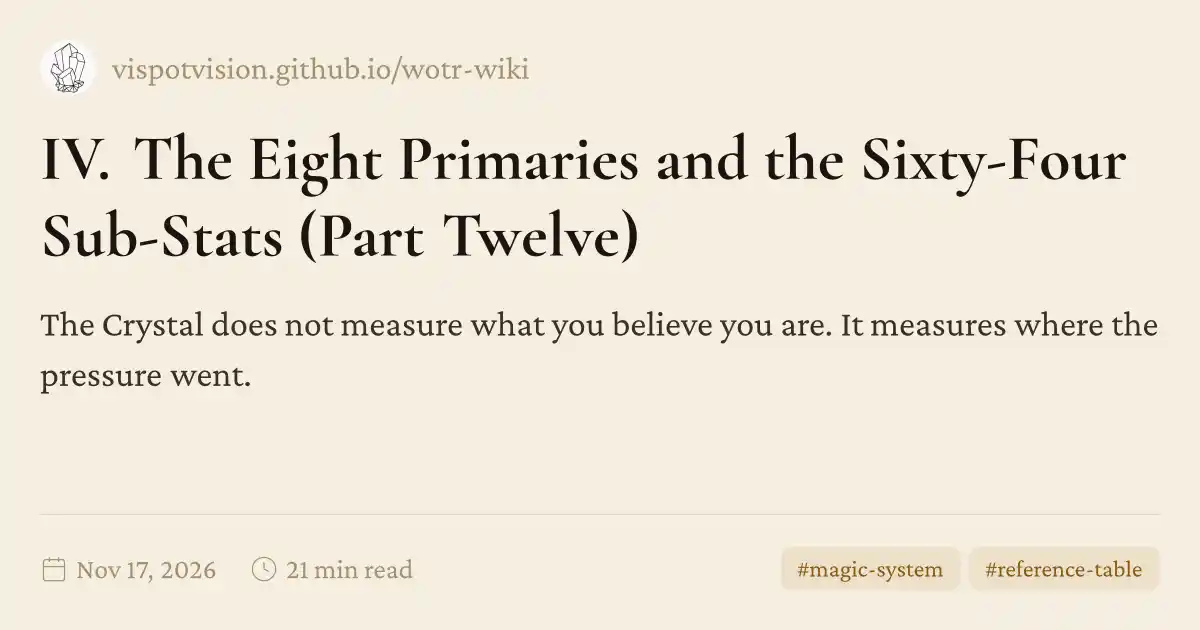 vispotvision.github.io/wotr-wiki
IV. The Eight Primaries and the Sixty-Four
Sub-Stats (Part Twelve)
The Crystal does not measure what you believe you are. It measures where the
pressure went.
Nov 17, 2026
21 min read
#magic-system
#reference-table